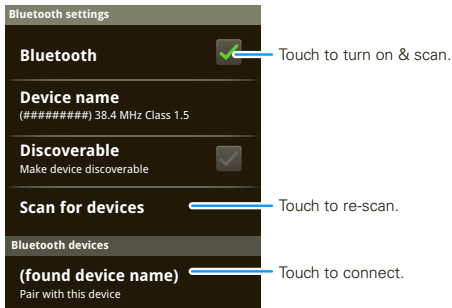 Bluetooth settings
Bluetooth
Touch to turn on & scan.
Device name
(#########) 38.4 MHz Class 1.5
Discoverable
Make device discoverable
Scan for devices
Touch to re-scan.
Bluetooth devices
(found device name)
Touch to connect.
Pair with this device